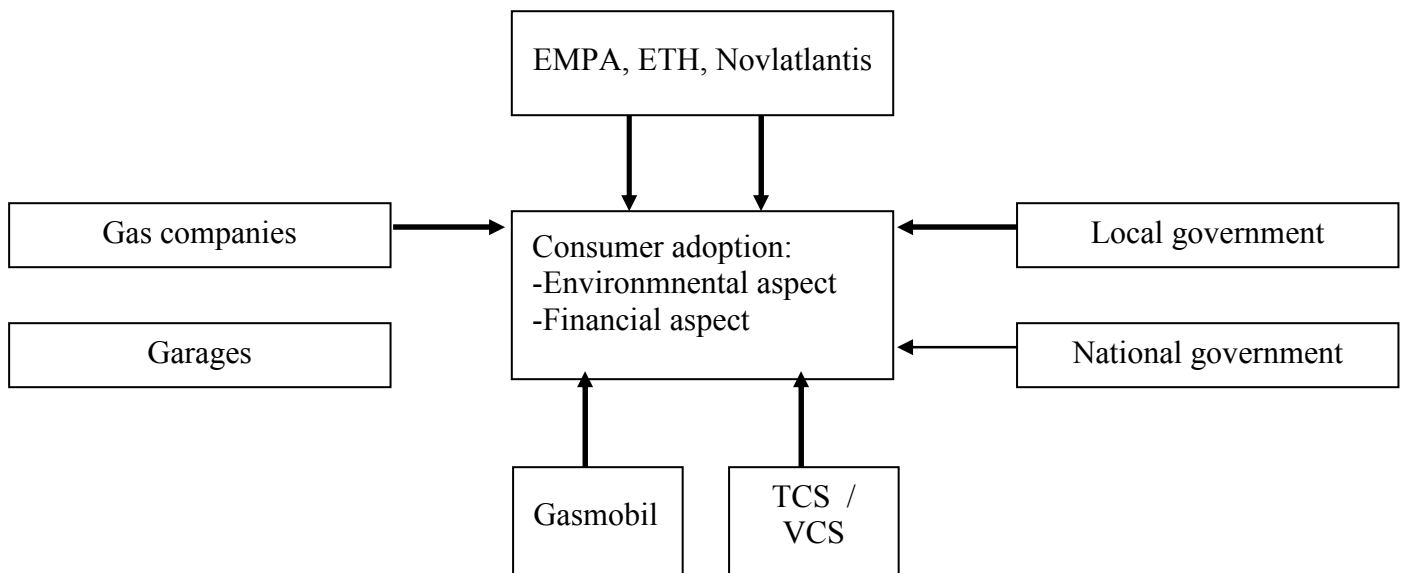 EMPA, ETH, Novlatlantis
Gas companies
Consumer adoption:
-Environmnental aspect
-Financial aspect
Local government
Garages
National government
Gasmobil
TCS /
VCS